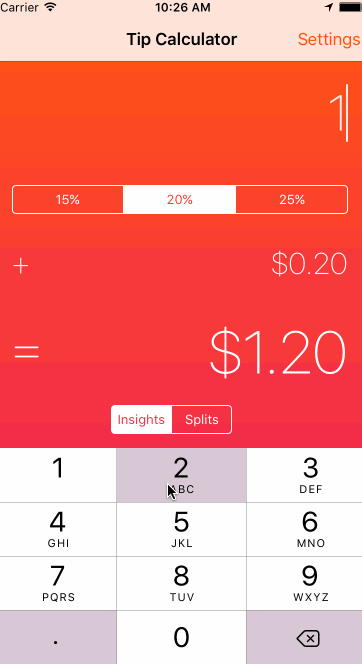 Carrier 10:26 AM
Tip Calculator Settings
1
15% 20% 25%
+ $0.20
= $1.20
Insights Splits
1 2 3
ABC DEF
4 5 6
GHI JKL MNO
7 8 9
PQRS TUV WXYZ
. 0